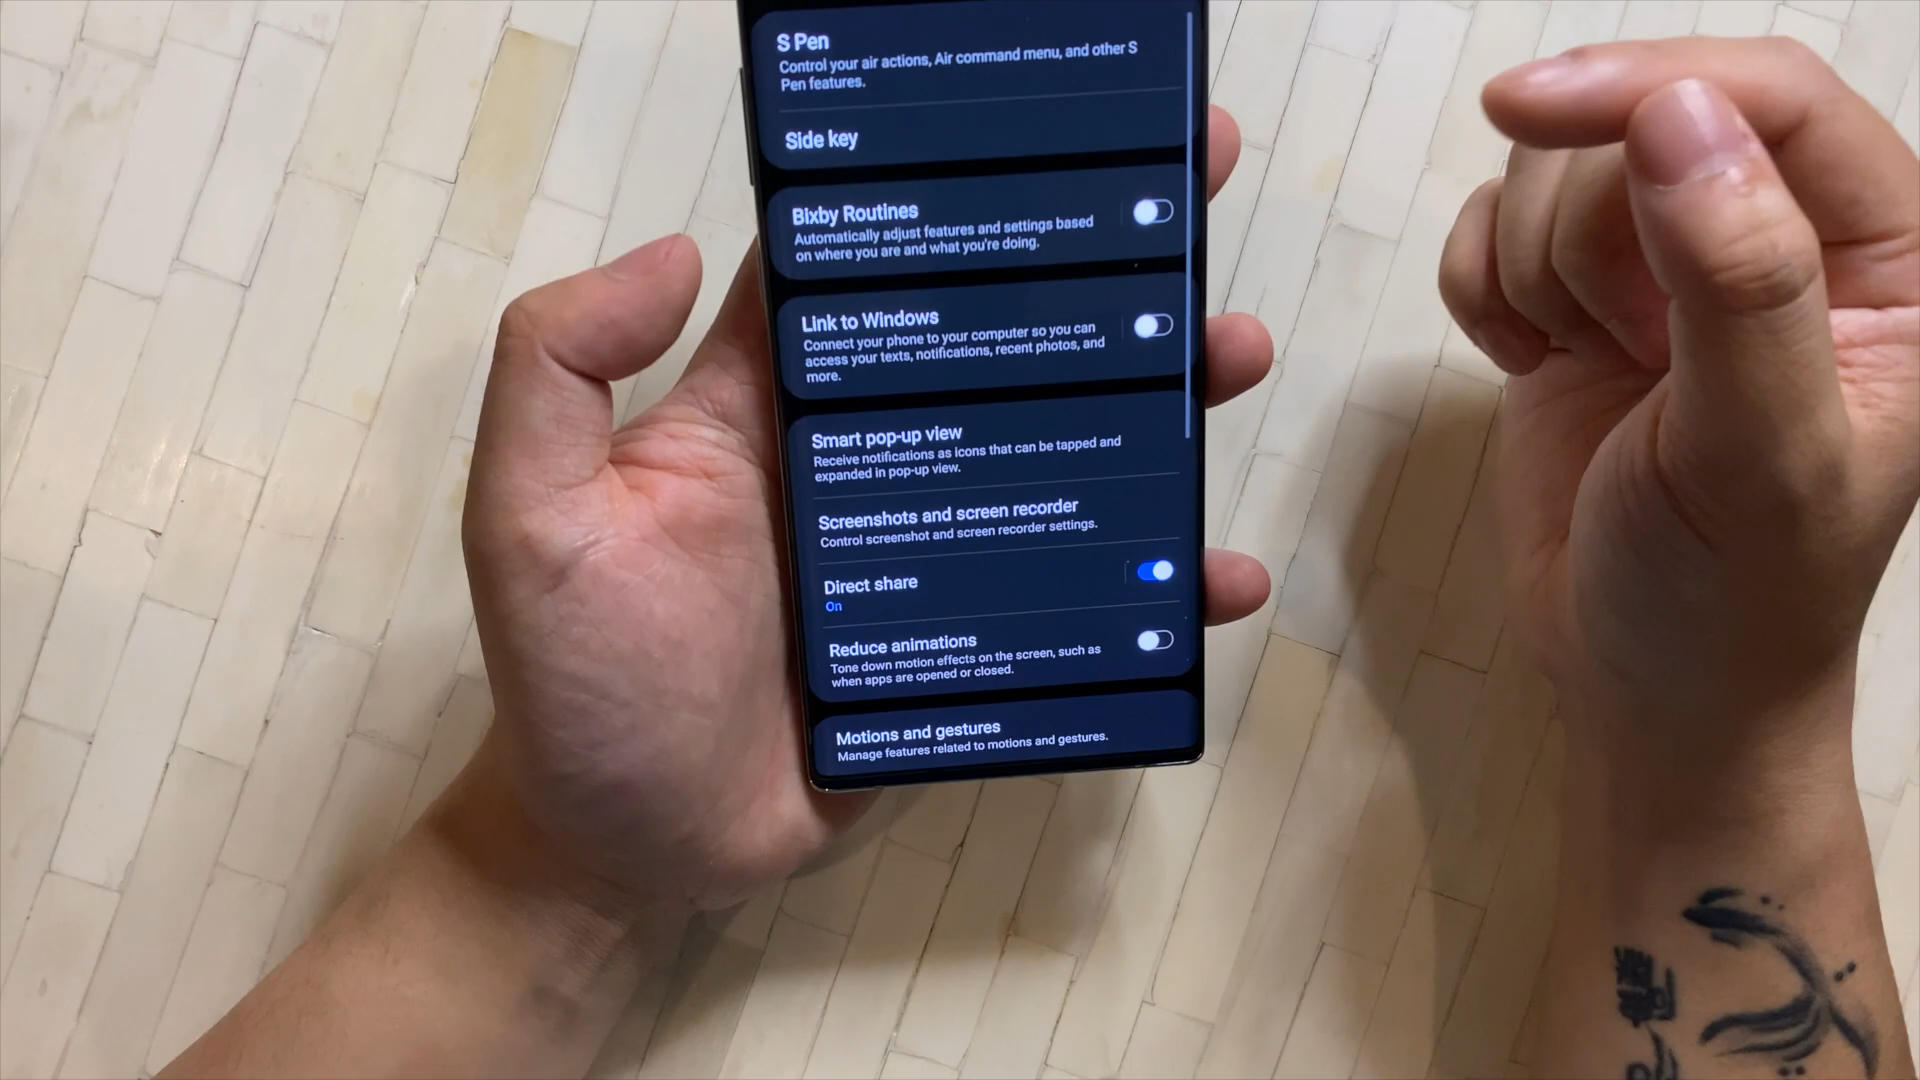 S Pen
Control your air actions, Air command menu, and other S
Pen features.
Side key
Bixby Routines
Automatically adjust features and settings based
on where you are and what you're doing.
Link to Windows
Connect your phone to your computer so you can
access your texts, notifications, recent photos, and
more.
Smart pop-up view
Receive notifications as icons that can be tapped and
expanded in pop-up view.
Screenshots and screen recorder
Control screenshot and screen recorder settings.
Direct share
On
Reduce animations
Tone down motion effects on the screen, such as
when apps are opened or closed.
Motions and gestures
Manage features related to motions and gestures.